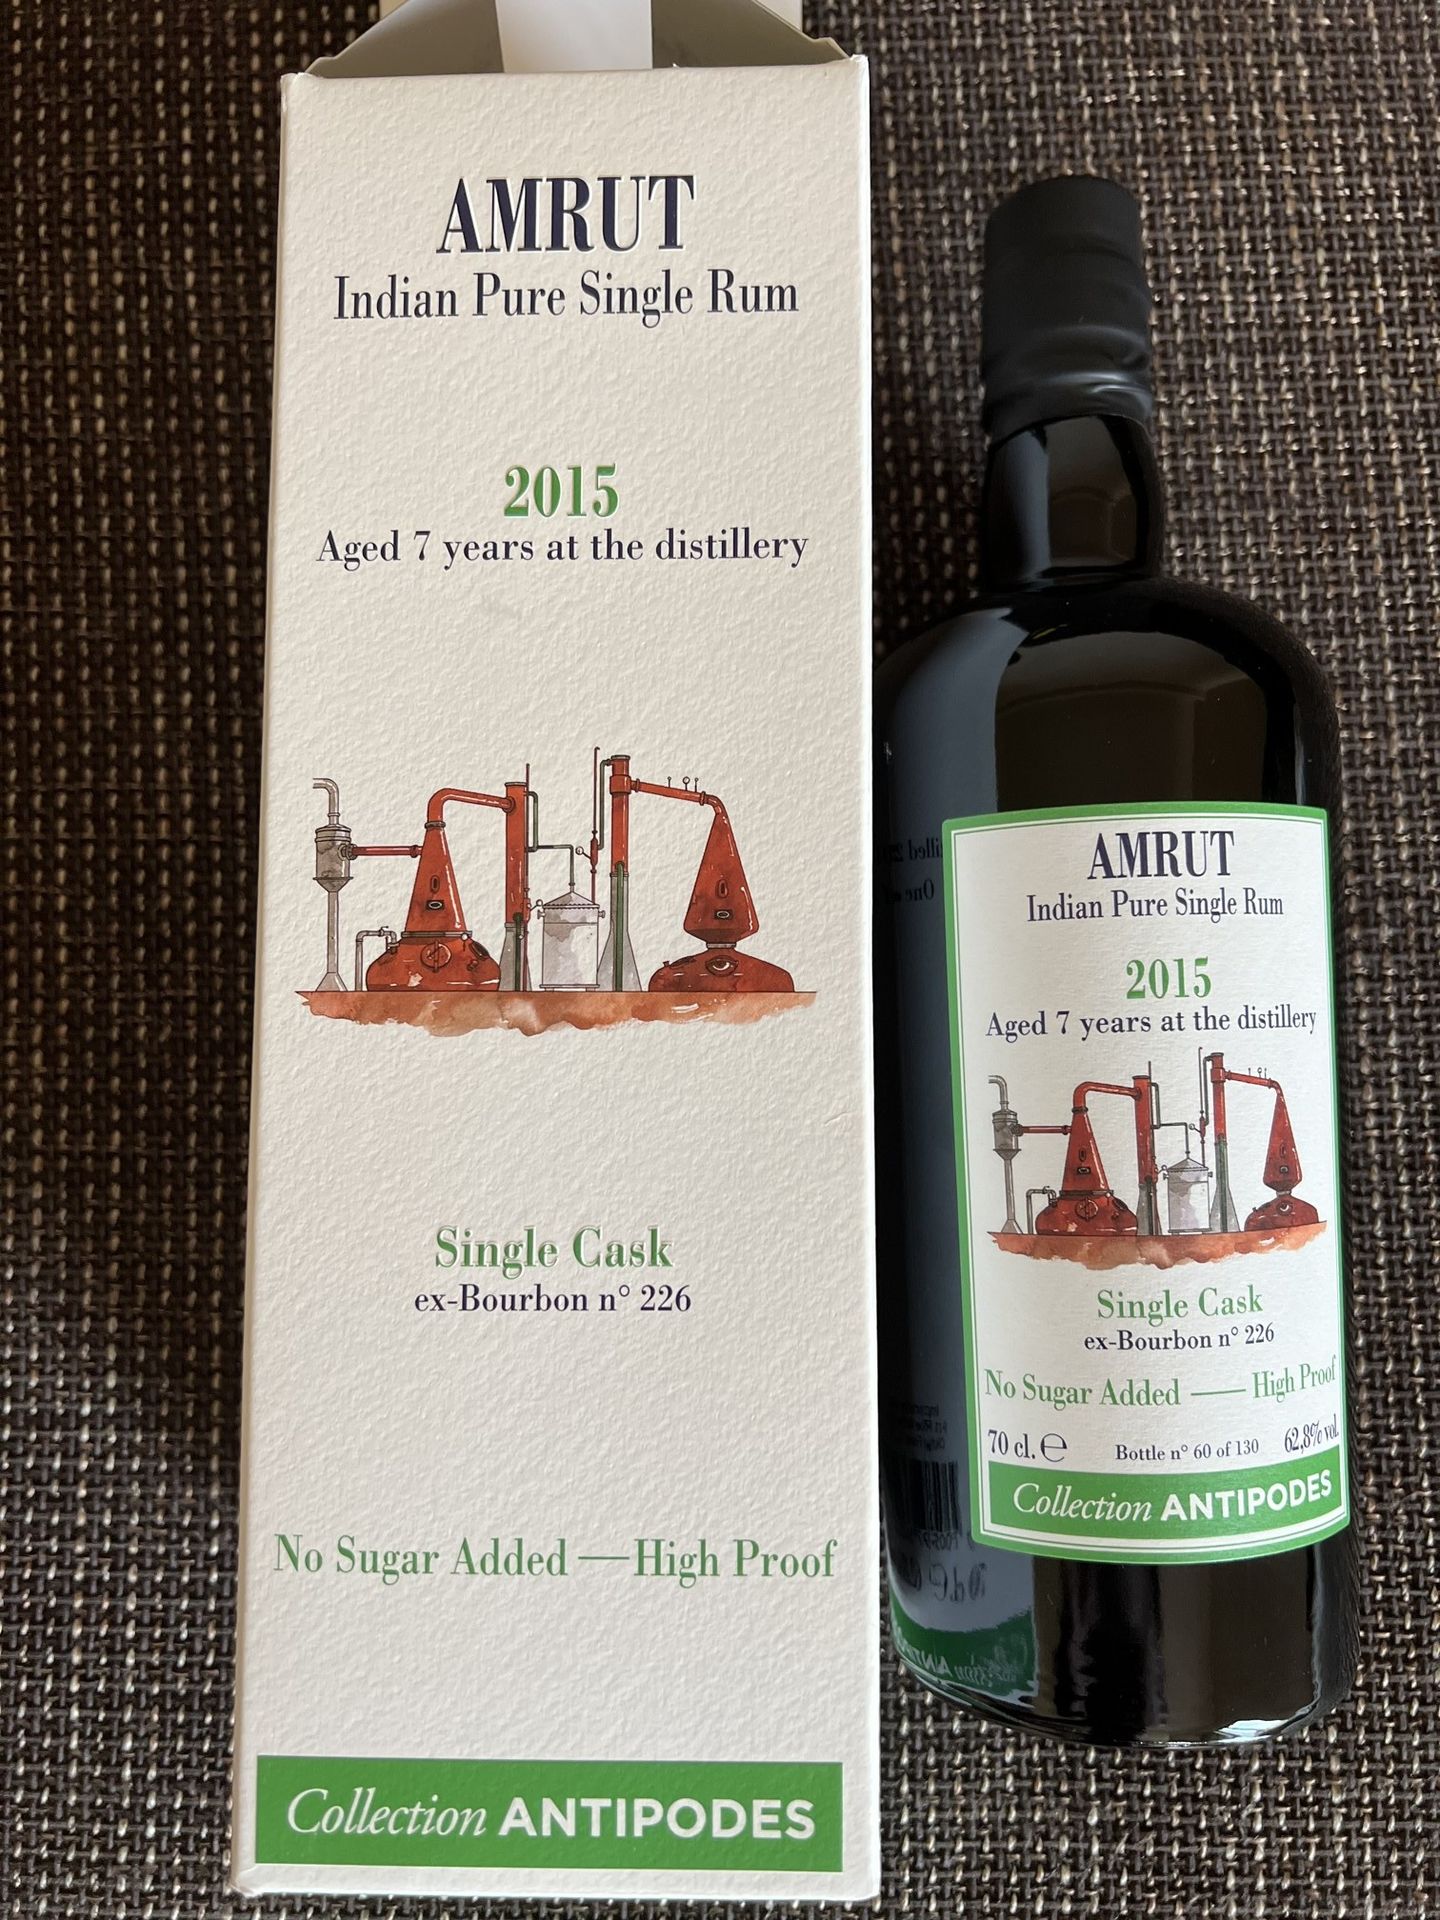 AMRUT
Indian Pure Single Rum
2015
Aged 7 years at the distillery
Single Cask
ex-Bourbon n° 226
No Sugar Added — High Proof
Collection ANTIPODES
AMRUT
Indian Pure Single Rum
2015
Aged 7 years at the distillery
Single Cask
ex-Bourbon n° 226
No Sugar Added — High Proof
70 cl. ℮ Bottle n° 60 of 130 62,8% vol.
Collection ANTIPODES